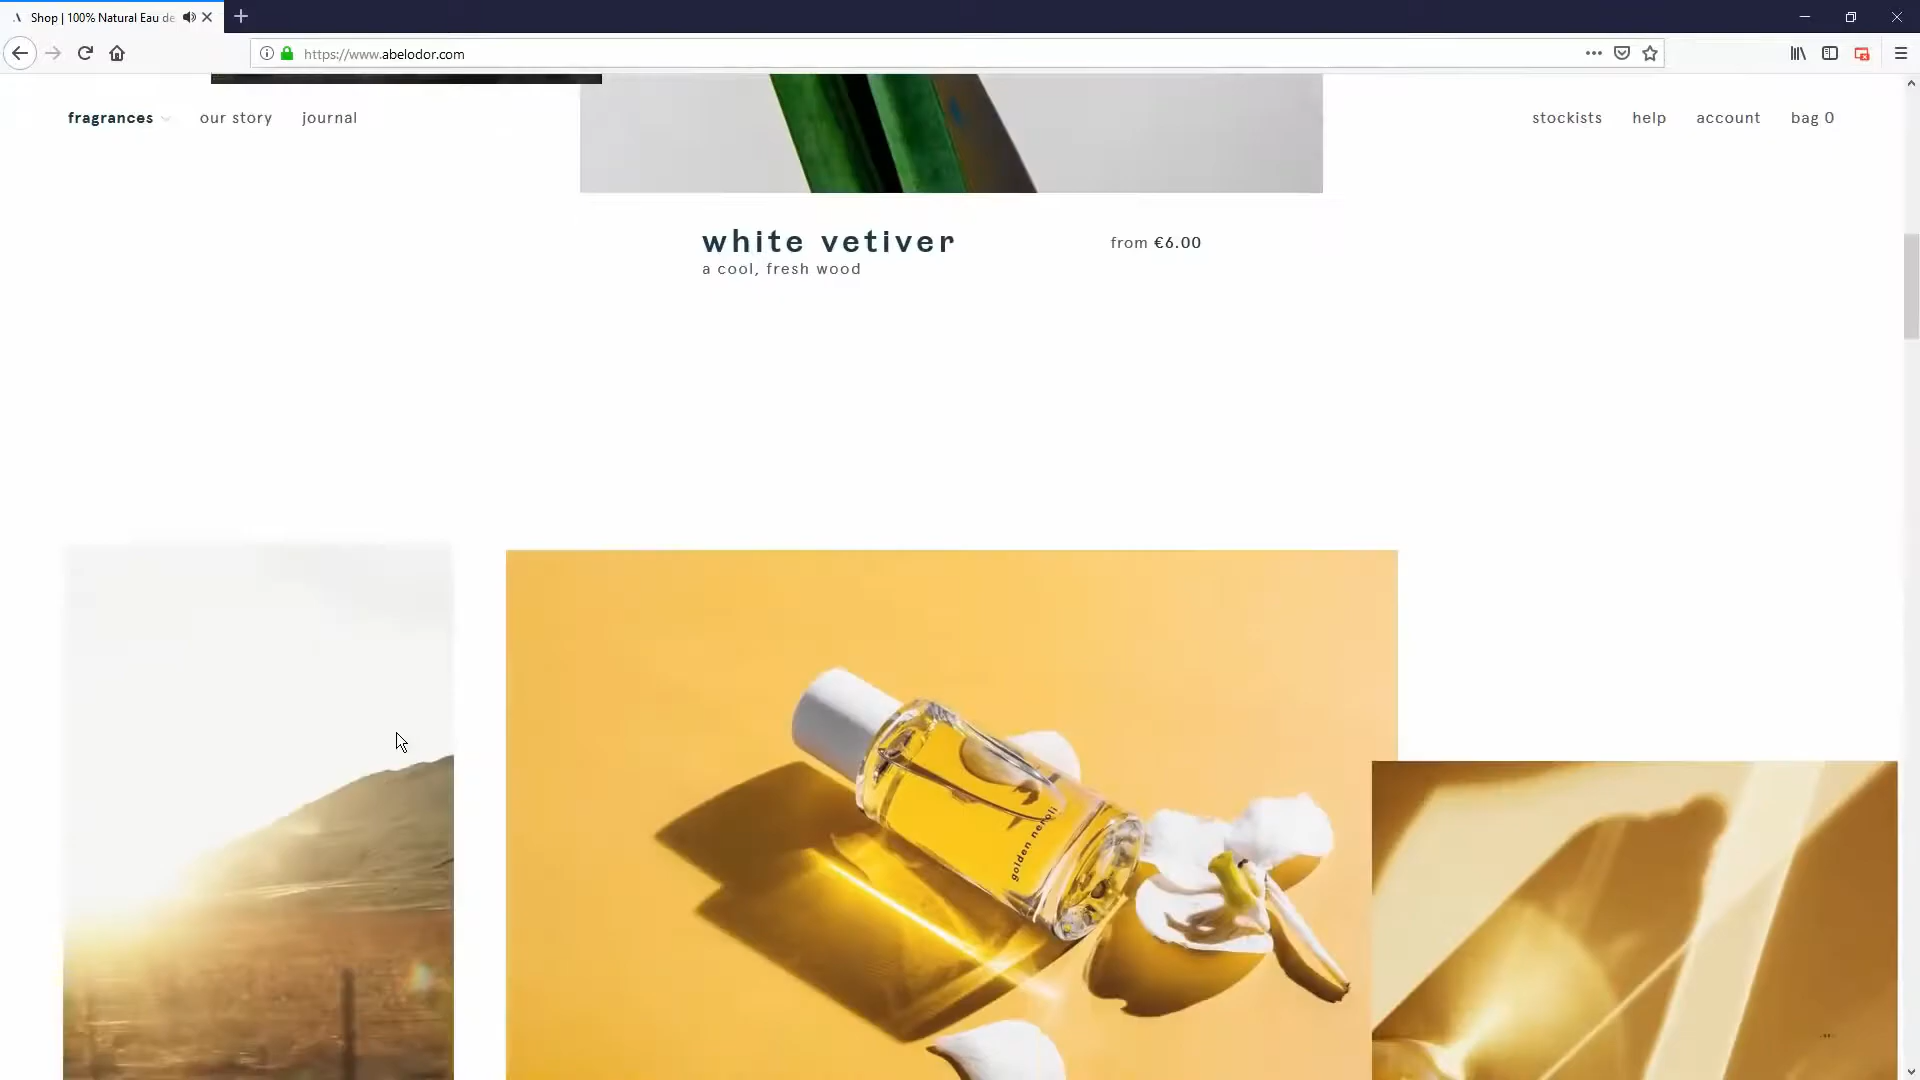 Shop | 100% Natural Eau de
https://www.abelodor.com
fragrances
our story
journal
stockists
help
account
bag 0
white vetiver
from €6.00
a cool, fresh wood
golden neroli